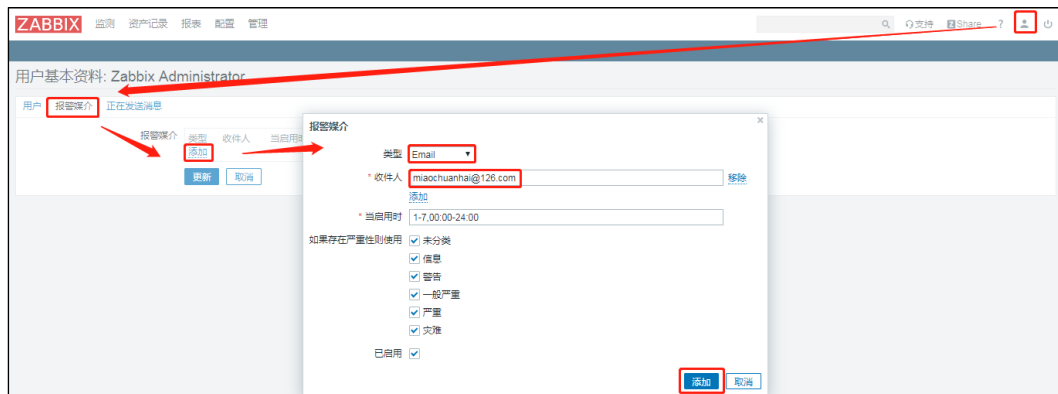 ZABBIX 监测 资产记录 报表 配置 管理 支持 Z Share ?
用户基本资料: Zabbix Administrator
用户 报警媒介 正在发送消息
报警媒介 类型 收件人 当启用时
添加
更新 取消
报警媒介 ×
类型 Email
* 收件人 miaochuanhai@126.com 移除
添加
* 当启用时 1-7,00:00-24:00
如果存在严重性则使用 未分类
信息
警告
一般严重
严重
灾难
已启用
添加 取消